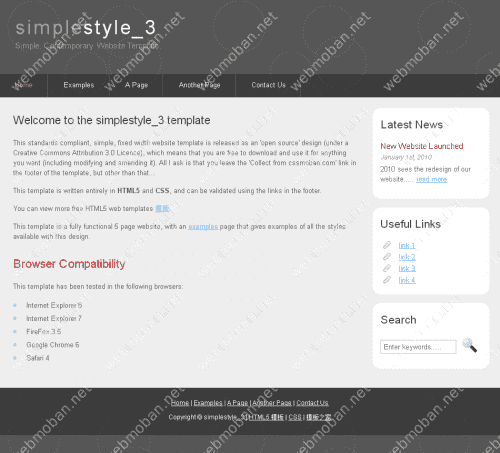 simplestyle_3
Simple. Contemporary. Website Template.
Home Examples A Page Another Page Contact Us
Welcome to the simplestyle_3 template
This standards compliant, simple, fixed width website template is released as an 'open source' design (under a
Creative Commons Attribution 3.0 Licence), which means that you are free to download and use it for anything
you want (including modifying and amending it). All I ask is that you leave the 'Collect from cssmoban.com' link in
the footer of the template, but other than that...
This template is written entirely in HTML5 and CSS, and can be validated using the links in the footer.
You can view more free HTML5 web templates
This template is a fully functional 5 page website, with an examples page that gives examples of all the styles
available with this design.
Browser Compatibility
This template has been tested in the following browsers:
Internet Explorer 8
Internet Explorer 7
FireFox 3.5
Google Chrome 6
Safari 4
Latest News
New Website Launched
January 1st, 2010
2010 sees the redesign of our
website..... read more
Useful Links
link 1
link 2
link 3
link 4
Search
Enter keywords.....
Home | Examples | A Page | Another Page | Contact Us
Copyright © simplestyle_3 | HTML5 模板 | CSS | 模板之家
webmoban.net